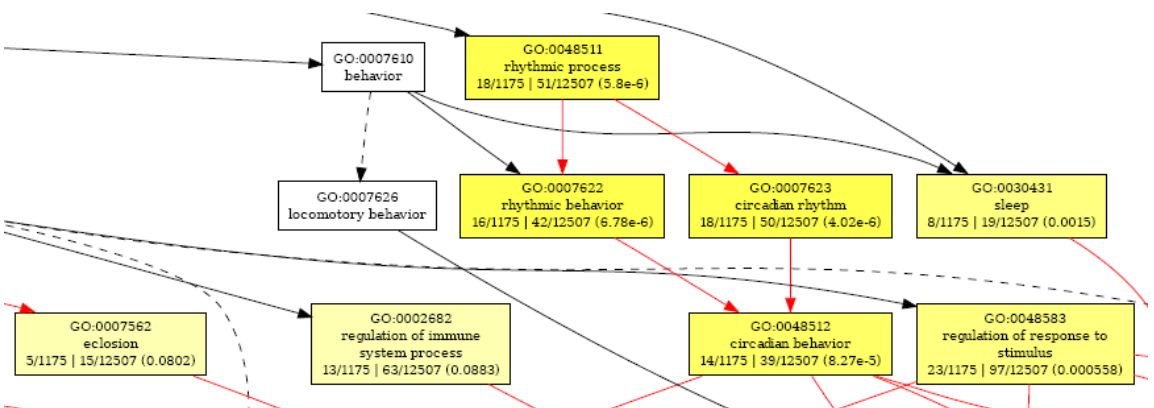 GO:0048511
rhythmic process
18/1175 | 51/12507 (5.8e-6)
GO:0007610
behavior
GO:0007626
locomotory behavior
GO:0007622
rhythmic behavior
16/1175 | 42/12507 (6.78e-6)
GO:0007623
circadian rhythm
18/1175 | 50/12507 (4.02e-6)
GO:0030431
sleep
8/1175 | 19/12507 (0.0015)
GO:0007562
eclosion
5/1175 | 15/12507 (0.0802)
GO:0002682
regulation of immune
system process
13/1175 | 63/12507 (0.0883)
GO:0048512
circadian behavior
14/1175 | 39/12507 (8.27e-5)
GO:0048583
regulation of response to
stimulus
23/1175 | 97/12507 (0.000558)